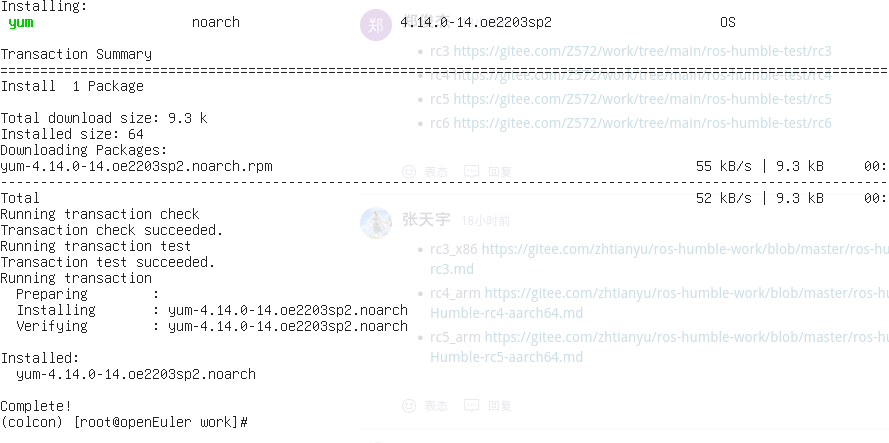 Installing:
yum noarch 4.14.0-14.oe2203sp2 OS
郑
rc3 https://gitee.com/Z572/work/tree/main/ros-humble-test/rc3
Transaction Summary
rc4 https://gitee.com/Z572/work/tree/main/ros-humble-test/rc4
Install 1 Package
rc5 https://gitee.com/Z572/work/tree/main/ros-humble-test/rc5
Total download size: 9.3 k
rc6 https://gitee.com/Z572/work/tree/main/ros-humble-test/rc6
Installed size: 64
Downloading Packages:
yum-4.14.0-14.oe2203sp2.noarch.rpm 55 kB/s | 9.3 kB 00:
表态 回复
Total 52 kB/s | 9.3 kB 00:
Running transaction check
张天宇 18小时前
Transaction check succeeded.
Running transaction test
rc3_x86 https://gitee.com/zhtianyu/ros-humble-work/blob/master/ros-hum
Transaction test succeeded.
rc3.md
Running transaction
Preparing :
rc4_arm https://gitee.com/zhtianyu/ros-humble-work/blob/master/ros-
Installing : yum-4.14.0-14.oe2203sp2.noarch
Humble-rc4-aarch64.md
Verifying : yum-4.14.0-14.oe2203sp2.noarch
rc5_arm https://gitee.com/zhtianyu/ros-humble-work/blob/master/ros-
Installed:
Humble-rc5-aarch64.md
yum-4.14.0-14.oe2203sp2.noarch
Complete!
表态 回复
(colcon) [root@openEuler work]#